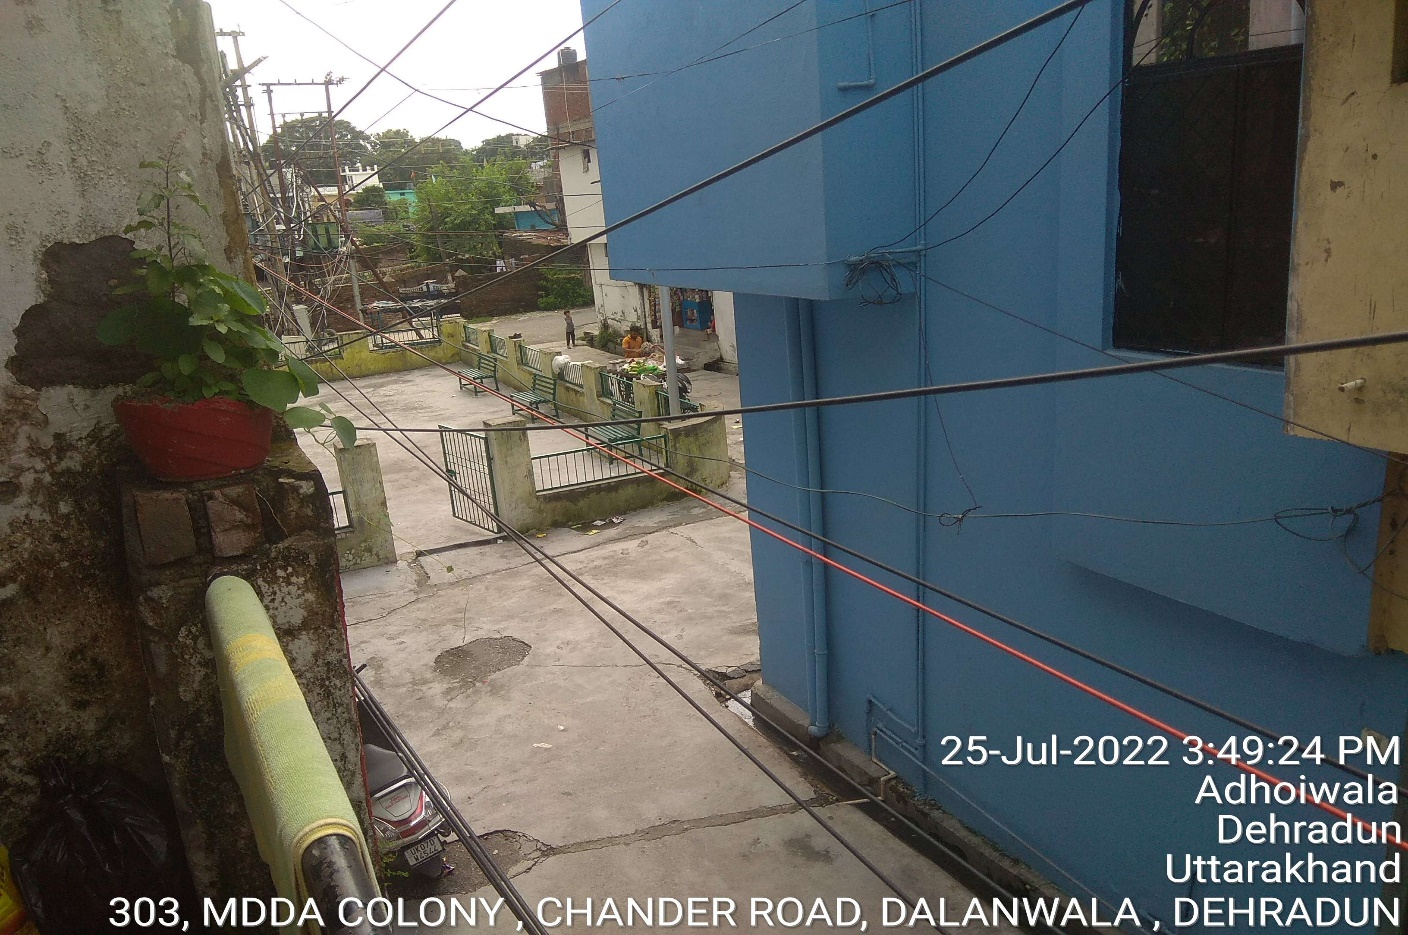 25-Jul-2022 3:49:24 PM
Adhoiwala
Dehradun
Uttarakhand
303, MDDA COLONY , CHANDER ROAD, DALANWALA , DEHRADUN